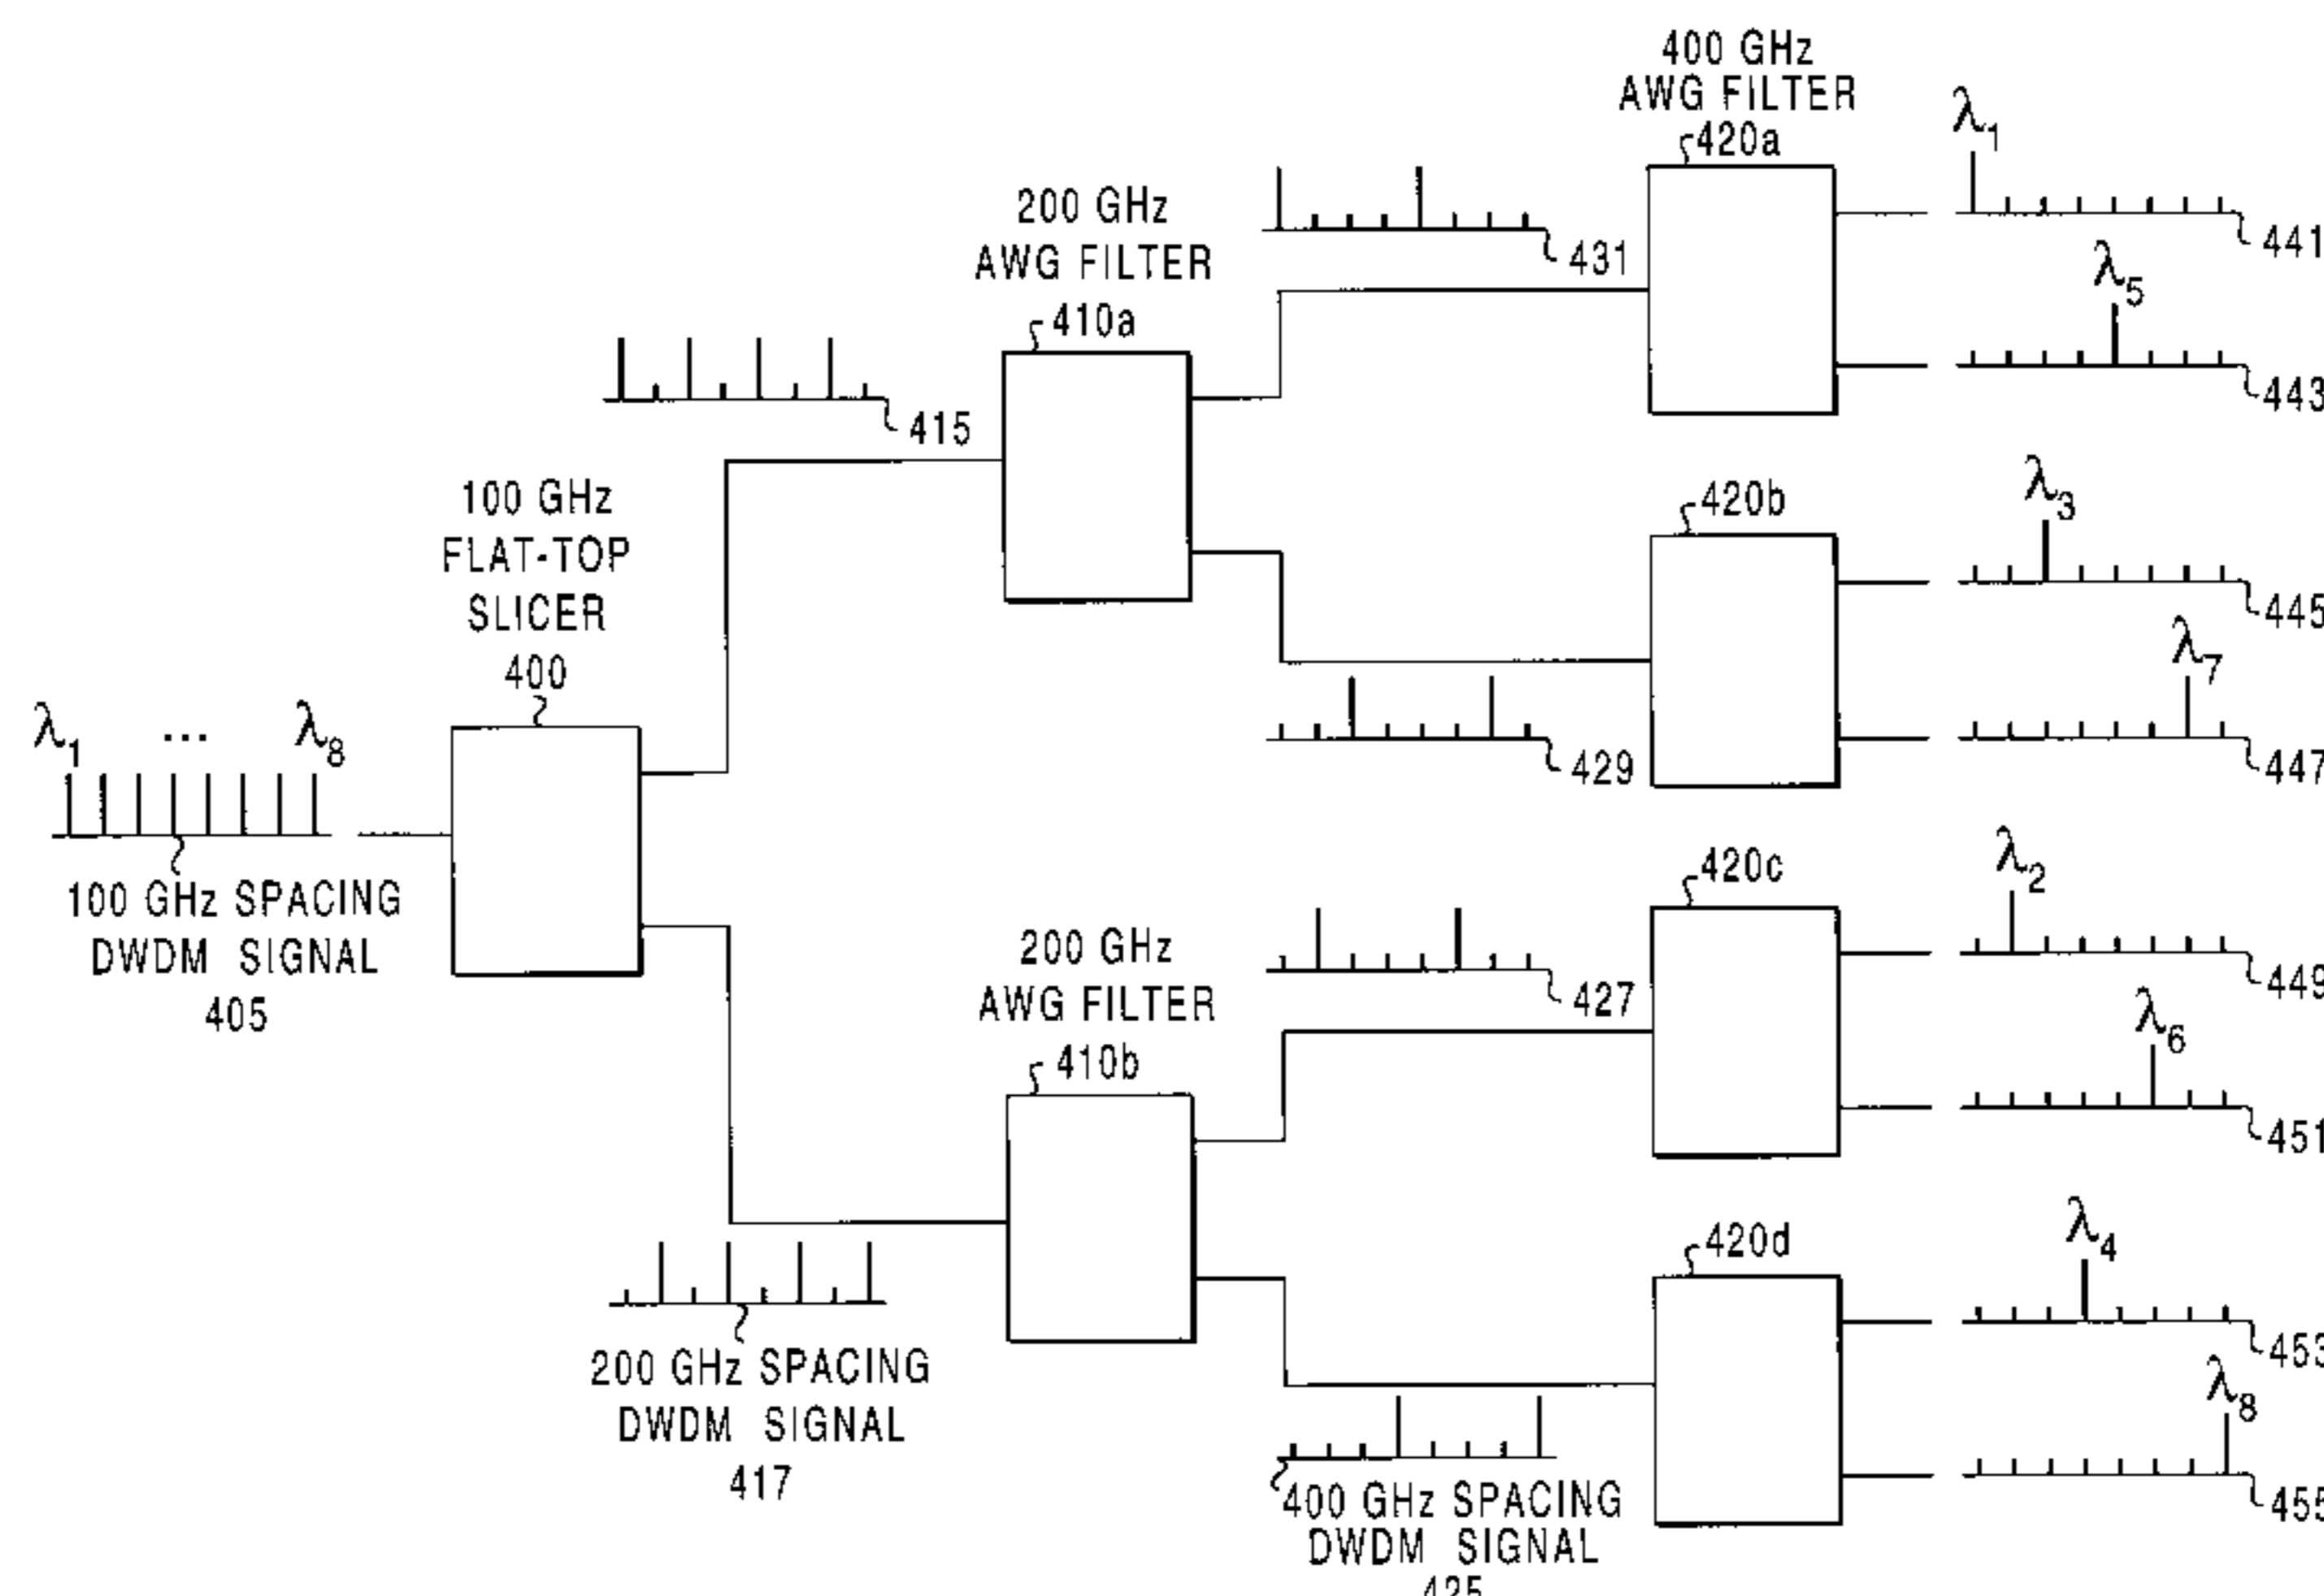 400 GHz
AWG FILTER
420a
λ1
441
λ5
443
200 GHz
AWG FILTER
410a
431
415
100 GHz
FLAT-TOP
SLICER
400
420b
λ3
445
λ7
447
429
λ1 ... λ8
100 GHz SPACING
DWDM SIGNAL
405
420c
λ2
449
λ6
451
200 GHz
AWG FILTER
410b
427
420d
λ4
453
λ8
455
200 GHz SPACING
DWDM SIGNAL
417
400 GHz SPACING
DWDM SIGNAL
425